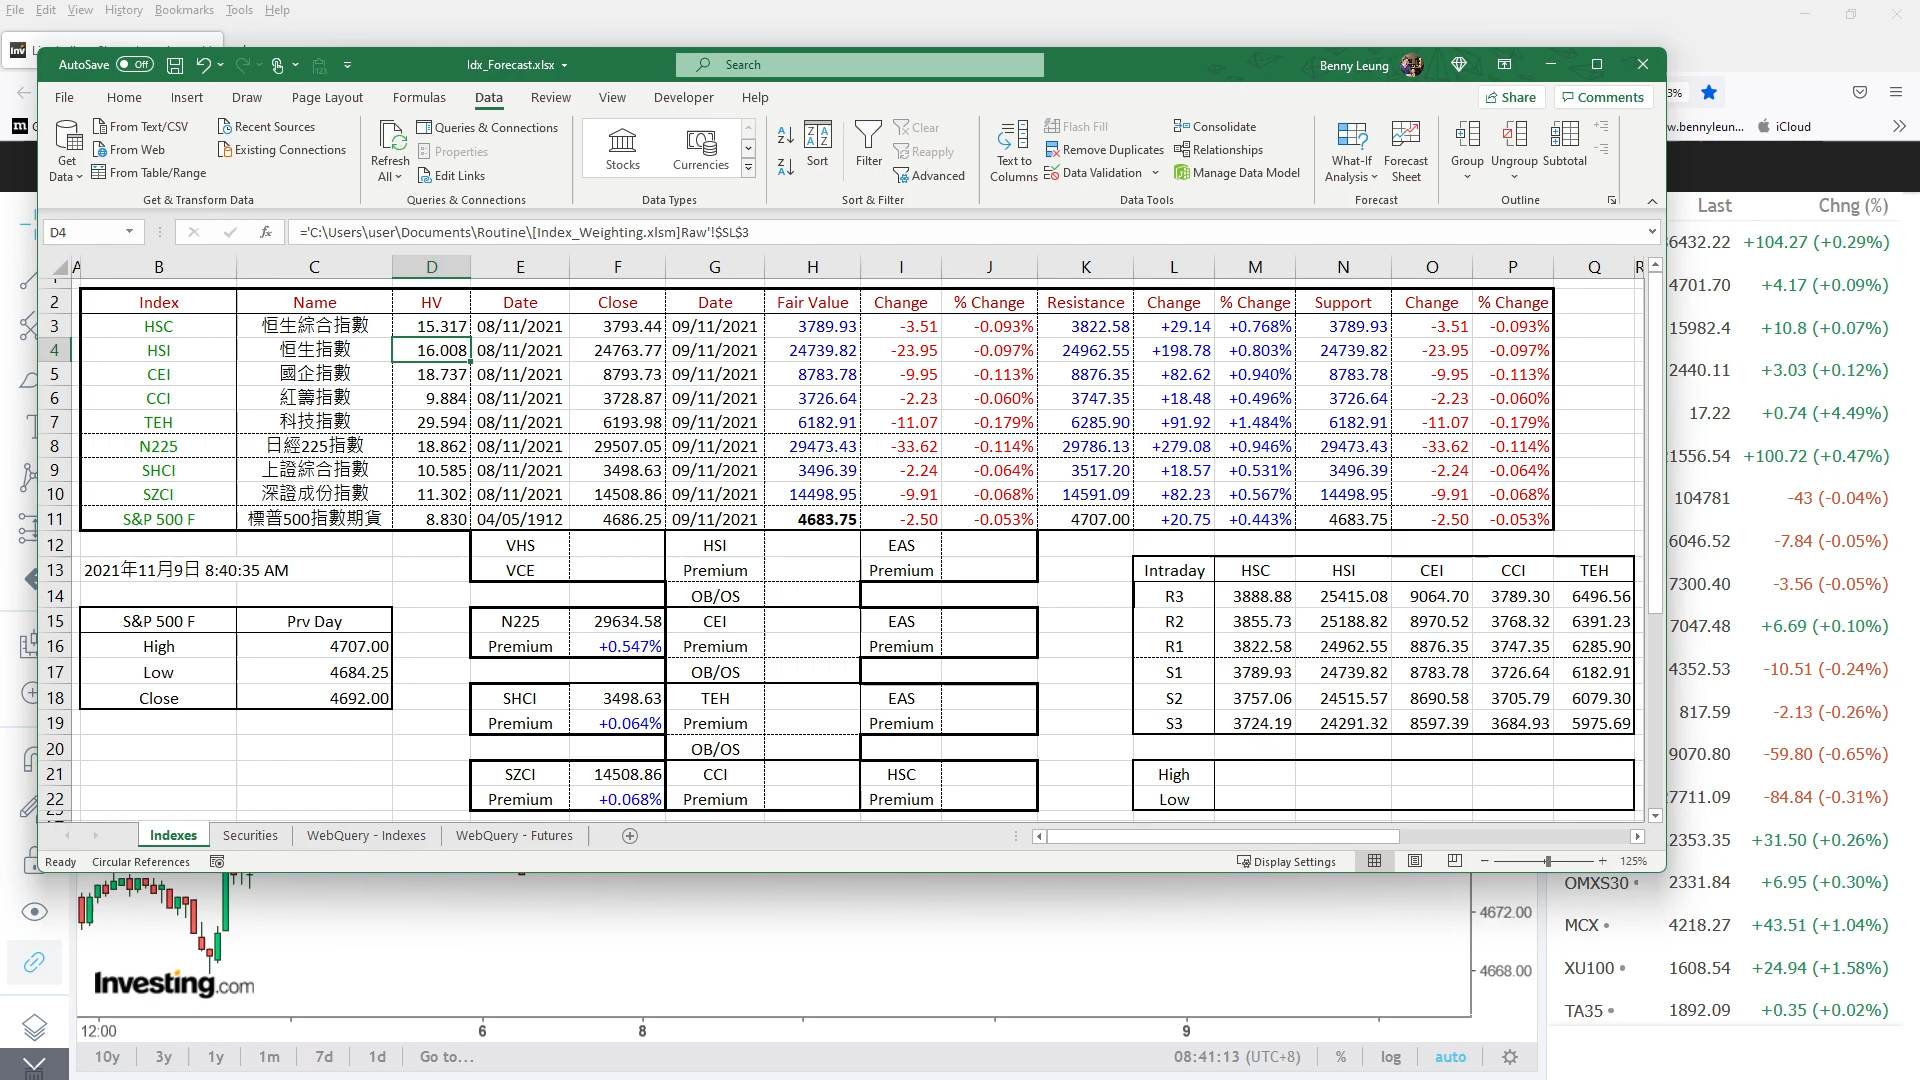 File Edit View History Bookmarks Tools Help
AutoSave Off Idx_Forecast.xlsx Search Benny Leung
File Home Insert Draw Page Layout Formulas Data Review View Developer Help Share Comments
Get Data From Text/CSV From Web From Table/Range Recent Sources Existing Connections
Get & Transform Data
Refresh All Queries & Connections Properties Edit Links
Queries & Connections
Stocks Currencies
Data Types
Sort Filter Clear Reapply Advanced
Sort & Filter
Text to Columns Flash Fill Remove Duplicates Data Validation Consolidate Relationships Manage Data Model
Data Tools
What-If Analysis Forecast Sheet
Forecast
Group Ungroup Subtotal
Outline
3% w.bennyleun... iCloud
D4 fx ='C:\Users\user\Documents\Routine\[Index_Weighting.xlsm]Raw'!$SL$3
A B C D E F G H I J K L M N O P Q R
2 Index Name HV Date Close Date Fair Value Change % Change Resistance Change % Change Support Change % Change
3 HSC 恒生綜合指數 15.317 08/11/2021 3793.44 09/11/2021 3789.93 -3.51 -0.093% 3822.58 +29.14 +0.768% 3789.93 -3.51 -0.093%
4 HSI 恒生指數 16.008 08/11/2021 24763.77 09/11/2021 24739.82 -23.95 -0.097% 24962.55 +198.78 +0.803% 24739.82 -23.95 -0.097%
5 CEI 國企指數 18.737 08/11/2021 8793.73 09/11/2021 8783.78 -9.95 -0.113% 8876.35 +82.62 +0.940% 8783.78 -9.95 -0.113%
6 CCI 紅籌指數 9.884 08/11/2021 3728.87 09/11/2021 3726.64 -2.23 -0.060% 3747.35 +18.48 +0.496% 3726.64 -2.23 -0.060%
7 TEH 科技指數 29.594 08/11/2021 6193.98 09/11/2021 6182.91 -11.07 -0.179% 6285.90 +91.92 +1.484% 6182.91 -11.07 -0.179%
8 N225 日經225指數 18.862 08/11/2021 29507.05 09/11/2021 29473.43 -33.62 -0.114% 29786.13 +279.08 +0.946% 29473.43 -33.62 -0.114%
9 SHCI 上證綜合指數 10.585 08/11/2021 3498.63 09/11/2021 3496.39 -2.24 -0.064% 3517.20 +18.57 +0.531% 3496.39 -2.24 -0.064%
10 SZCI 深證成份指數 11.302 08/11/2021 14508.86 09/11/2021 14498.95 -9.91 -0.068% 14591.09 +82.23 +0.567% 14498.95 -9.91 -0.068%
11 S&P 500 F 標普500指數期貨 8.830 04/05/1912 4686.25 09/11/2021 4683.75 -2.50 -0.053% 4707.00 +20.75 +0.443% 4683.75 -2.50 -0.053%
12 VHS HSI EAS
13 2021年11月9日 8:40:35 AM VCE Premium Premium Intraday HSC HSI CEI CCI TEH
14 OB/OS R3 3888.88 25415.08 9064.70 3789.30 6496.56
15 S&P 500 F Prv Day N225 29634.58 CEI EAS R2 3855.73 25188.82 8970.52 3768.32 6391.23
16 High 4707.00 Premium +0.547% Premium Premium R1 3822.58 24962.55 8876.35 3747.35 6285.90
17 Low 4684.25 OB/OS S1 3789.93 24739.82 8783.78 3726.64 6182.91
18 Close 4692.00 SHCI 3498.63 TEH EAS S2 3757.06 24515.57 8690.58 3705.79 6079.30
19 Premium +0.064% Premium Premium S3 3724.19 24291.32 8597.39 3684.93 5975.69
20 OB/OS
21 SZCI 14508.86 CCI HSC High
22 Premium +0.068% Premium Premium Low
Indexes Securities WebQuery - Indexes WebQuery - Futures
Ready Circular References Display Settings 125%
Last Chng (%)
6432.22 +104.27 (+0.29%)
4701.70 +4.17 (+0.09%)
15982.4 +10.8 (+0.07%)
2440.11 +3.03 (+0.12%)
17.22 +0.74 (+4.49%)
1556.54 +100.72 (+0.47%)
104781 -43 (-0.04%)
6046.52 -7.84 (-0.05%)
7300.40 -3.56 (-0.05%)
7047.48 +6.69 (+0.10%)
4352.53 -10.51 (-0.24%)
817.59 -2.13 (-0.26%)
9070.80 -59.80 (-0.65%)
7711.09 -84.84 (-0.31%)
2353.35 +31.50 (+0.26%)
OMXS30 2331.84 +6.95 (+0.30%)
MCX 4218.27 +43.51 (+1.04%)
XU100 1608.54 +24.94 (+1.58%)
TA35 1892.09 +0.35 (+0.02%)
4672.00
4668.00
Investing.com
12:00 6 8 9
10y 3y 1y 1m 7d 1d Go to... 08:41:13 (UTC+8) % log auto